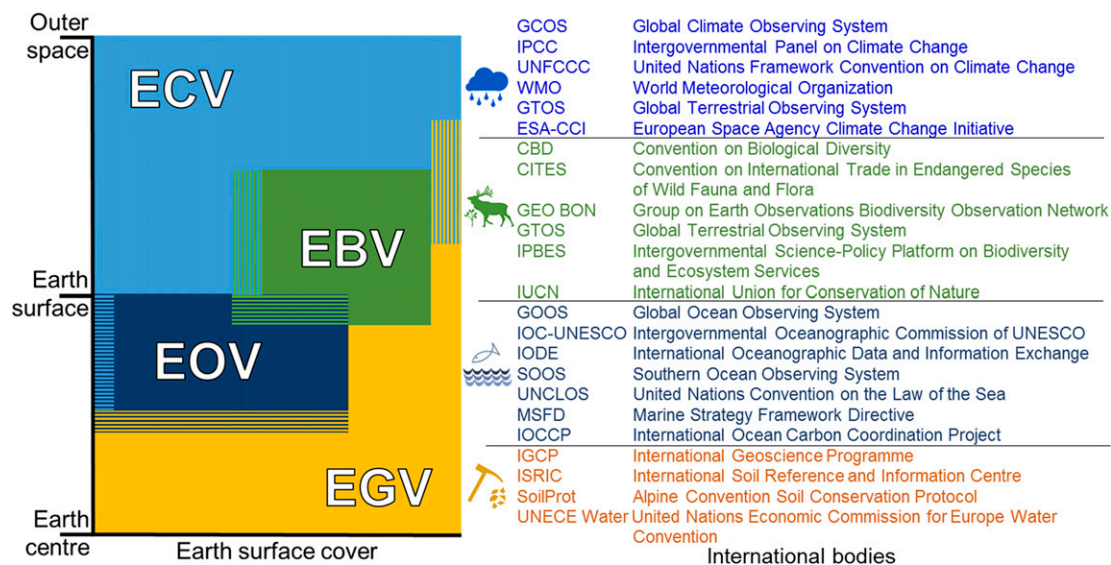 Outer
space
ECV
EBV
Earth
surface
EOV
EGV
Earth
centre
Earth surface cover
GCOS Global Climate Observing System
IPCC Intergovernmental Panel on Climate Change
UNFCCC United Nations Framework Convention on Climate Change
WMO World Meteorological Organization
GTOS Global Terrestrial Observing System
ESA-CCI European Space Agency Climate Change Initiative
CBD Convention on Biological Diversity
CITES Convention on International Trade in Endangered Species
of Wild Fauna and Flora
GEO BON Group on Earth Observations Biodiversity Observation Network
GTOS Global Terrestrial Observing System
IPBES Intergovernmental Science-Policy Platform on Biodiversity
and Ecosystem Services
IUCN International Union for Conservation of Nature
GOOS Global Ocean Observing System
IOC-UNESCO Intergovernmental Oceanographic Commission of UNESCO
IODE International Oceanographic Data and Information Exchange
SOOS Southern Ocean Observing System
UNCLOS United Nations Convention on the Law of the Sea
MSFD Marine Strategy Framework Directive
IOCCP International Ocean Carbon Coordination Project
IGCP International Geoscience Programme
ISRIC International Soil Reference and Information Centre
SoilProt Alpine Convention Soil Conservation Protocol
UNECE Water United Nations Economic Commission for Europe Water
Convention
International bodies